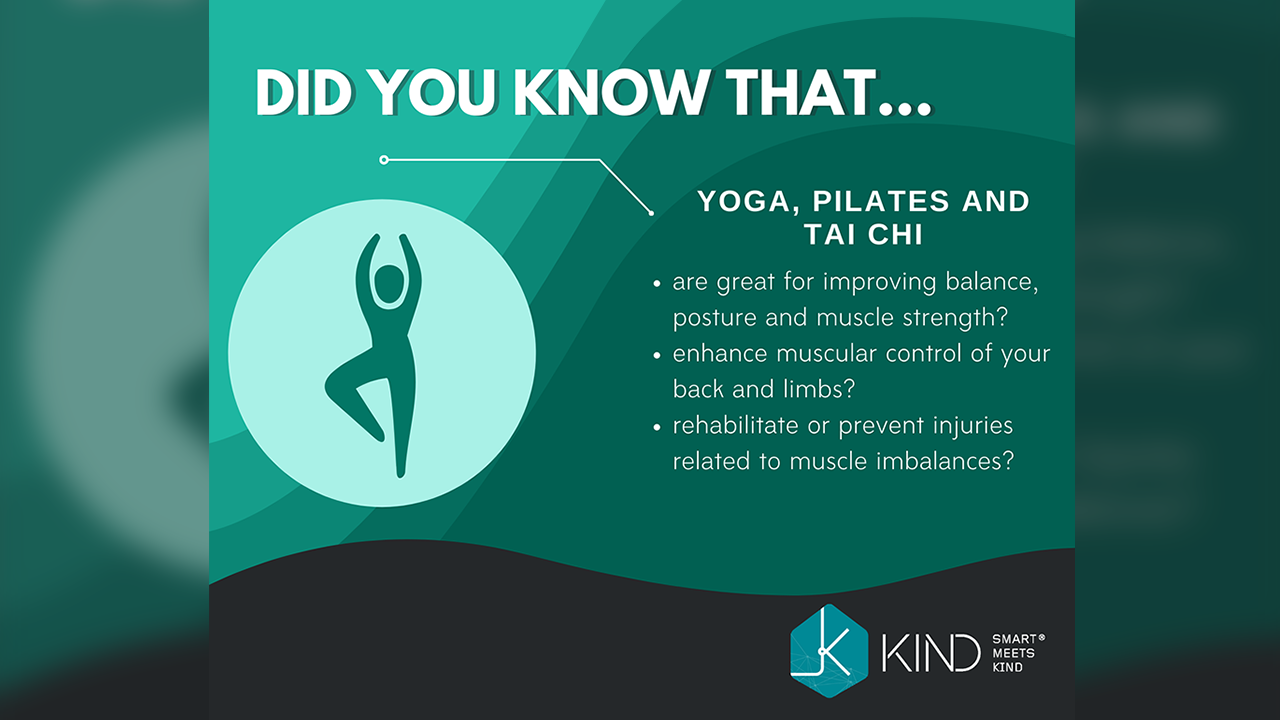 DID YOU KNOW THAT...
YOGA, PILATES AND
TAI CHI
• are great for improving balance,
posture and muscle strength?
• enhance muscular control of your
back and limbs?
• rehabilitate or prevent injuries
related to muscle imbalances?
KIND
SMART®
MEETS
KIND